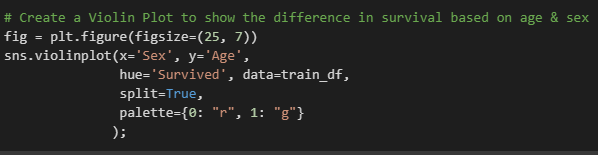 # Create a Violin Plot to show the difference in survival based on age & sex
fig = plt.figure(figsize=(25, 7))
sns.violinplot(x='Sex', y='Age',
               hue='Survived', data=train_df,
               split=True,
               palette={0: "r", 1: "g"}
              );